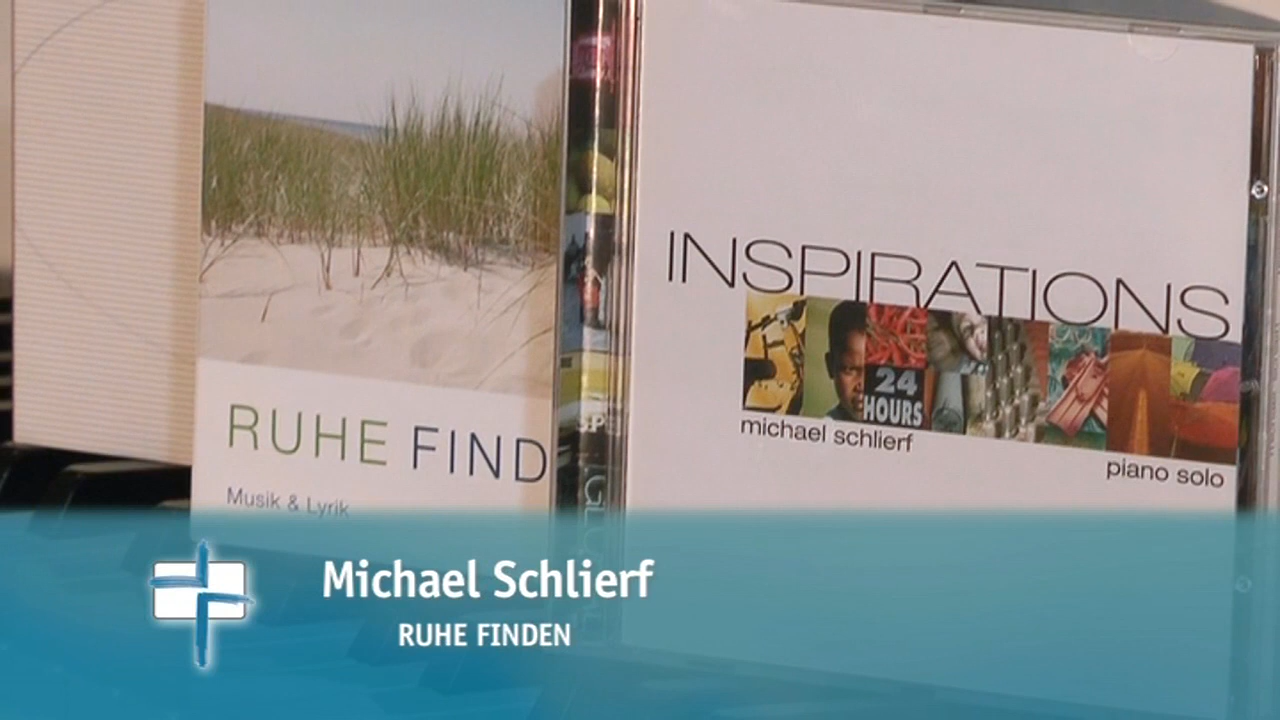 RUHE FIND
Musik & Lyrik
INSPIRATIONS
24
HOURS
michael schlierf
piano solo
Michael Schlierf
RUHE FINDEN